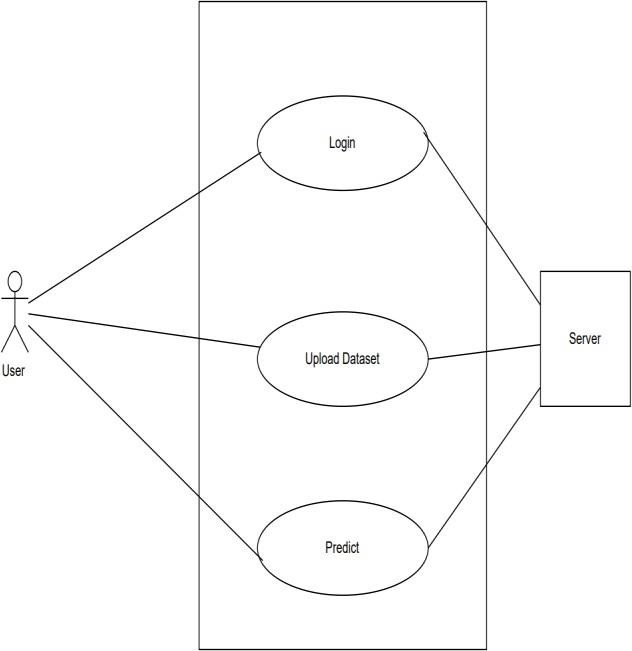 Login
Server
Upload Dataset
User
Predict